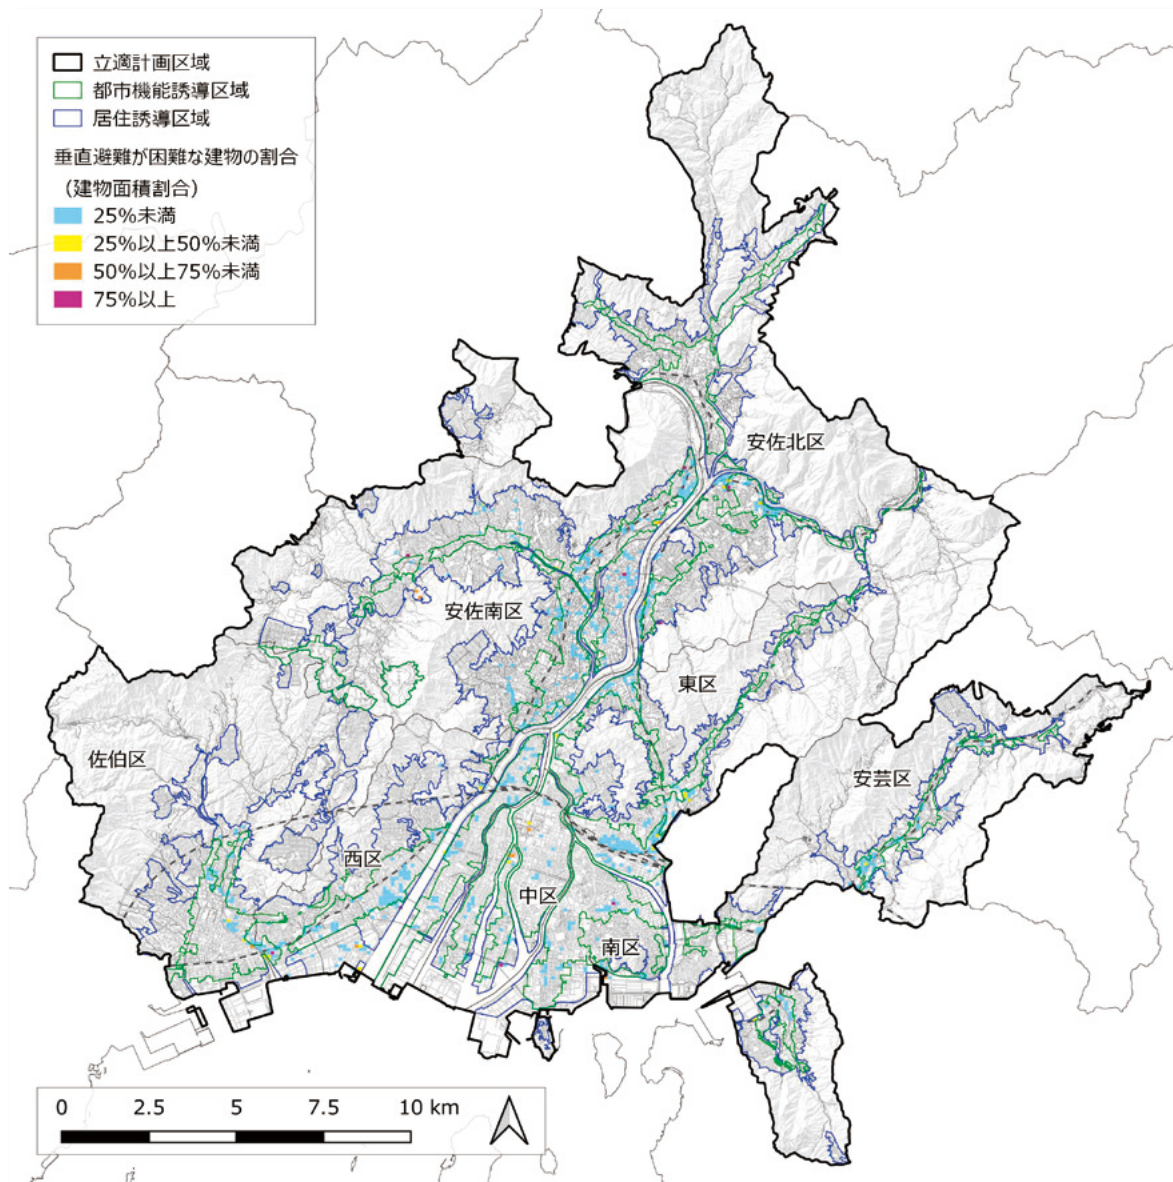 立適計画区域
都市機能誘導区域
居住誘導区域
垂直避難が困難な建物の割合
（建物面積割合）
25%未満
25%以上50%未満
50%以上75%未満
75%以上
安佐北区
安佐南区
東区
佐伯区
安芸区
西区
中区
南区
0 2.5 5 7.5 10 km